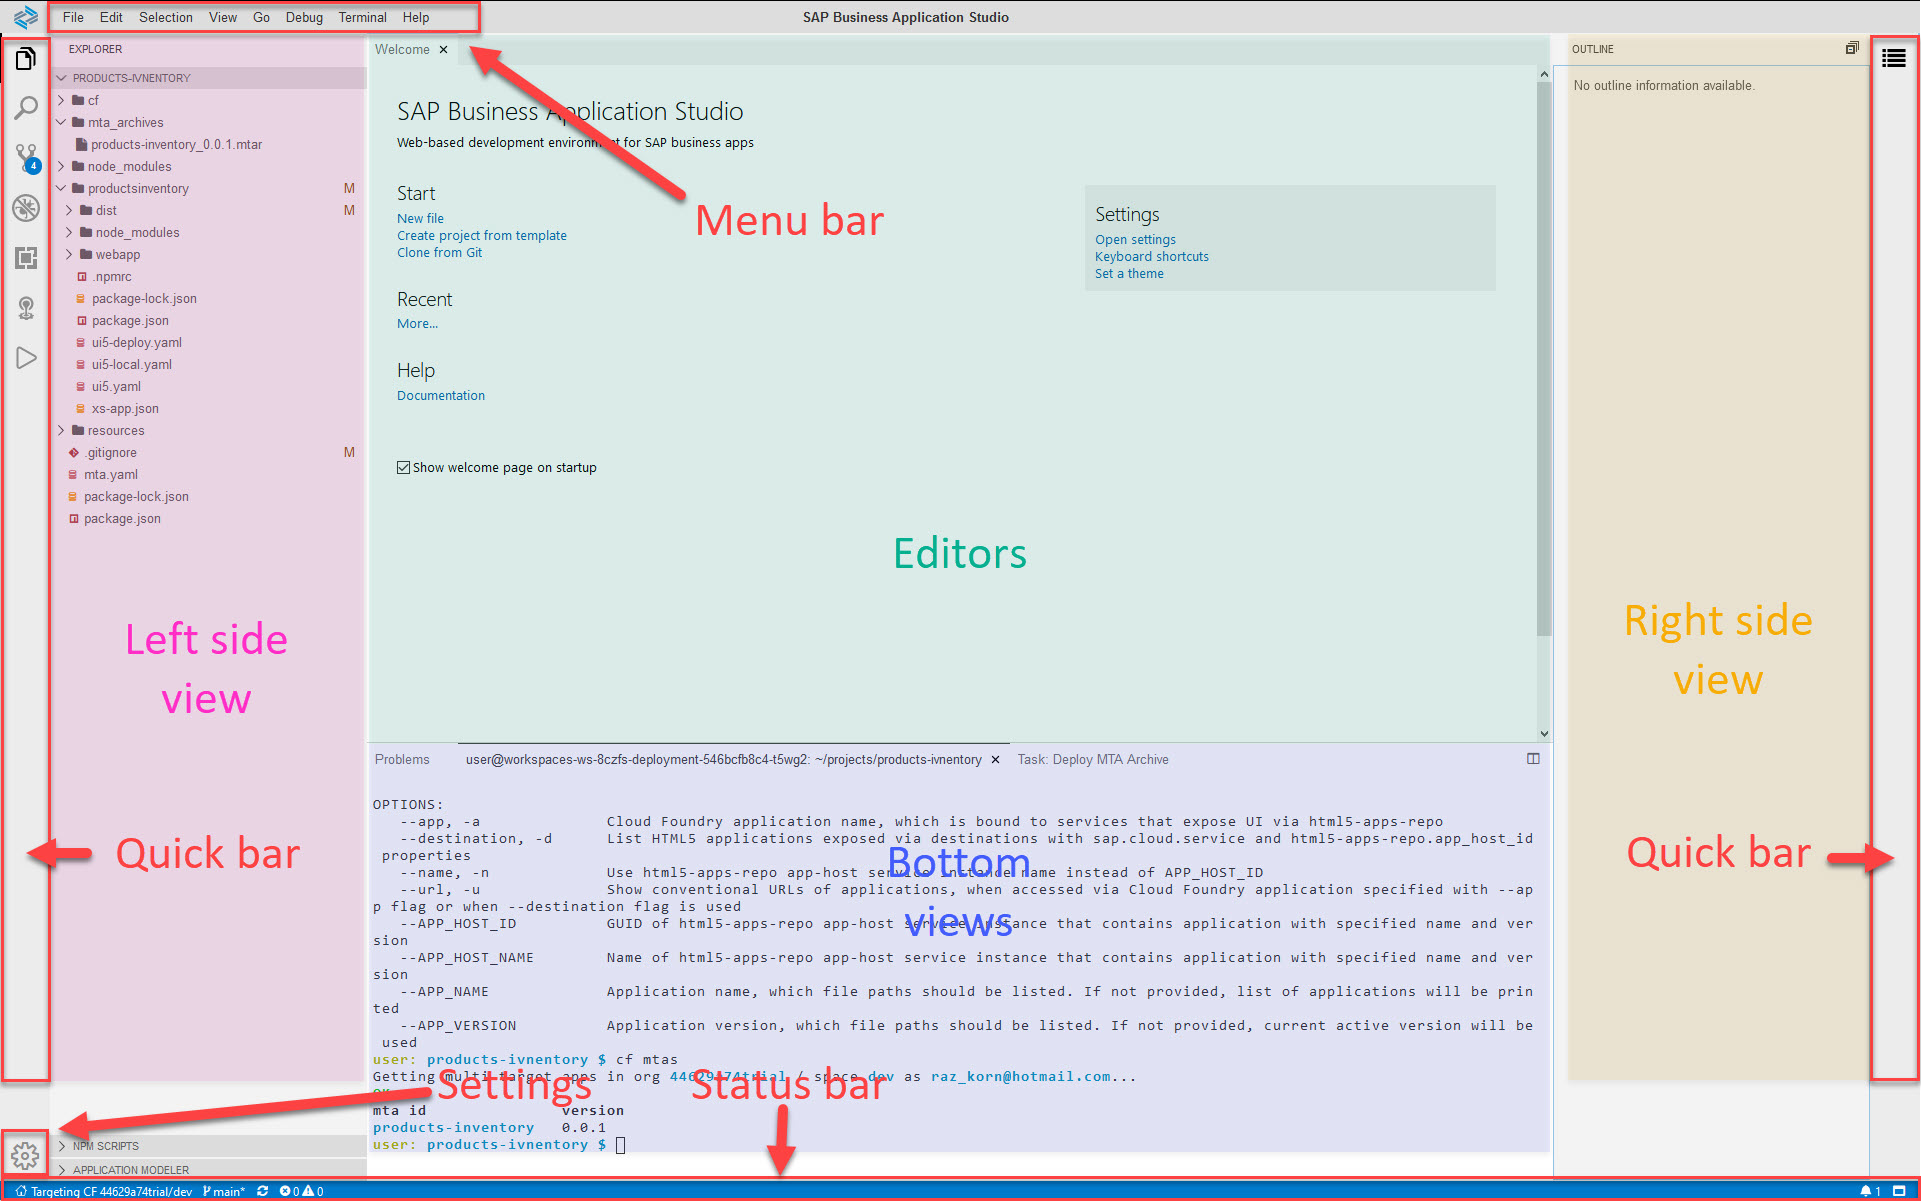 File Edit Selection View Go Debug Terminal Help
SAP Business Application Studio
EXPLORER
PRODUCTS-IVNENTORY
cf
mta_archives
products-inventory_0.0.1.mtar
node_modules
productsinventory M
dist M
node_modules
webapp
.npmrc
package-lock.json
package.json
ui5-deploy.yaml
ui5-local.yaml
ui5.yaml
xs-app.json
resources
.gitignore M
mta.yaml
package-lock.json
package.json
4
Left side
view
Quick bar
Settings
NPM SCRIPTS
APPLICATION MODELER
Welcome
SAP Business Application Studio
Web-based development environment for SAP business apps
Start
New file
Create project from template
Clone from Git
Recent
More...
Help
Documentation
Show welcome page on startup
Menu bar
Settings
Open settings
Keyboard shortcuts
Set a theme
Editors
Problems user@workspaces-ws-8czfs-deployment-546bcfb8c4-t5wg2: ~/projects/products-ivnentory Task: Deploy MTA Archive
OPTIONS:
--app, -a Cloud Foundry application name, which is bound to services that expose UI via html5-apps-repo
--destination, -d List HTML5 applications exposed via destinations with sap.cloud.service and html5-apps-repo.app_host_id
properties
--name, -n Use html5-apps-repo app-host service instance name instead of APP_HOST_ID
--url, -u Show conventional URLs of applications, when accessed via Cloud Foundry application specified with --ap
p flag or when --destination flag is used
--APP_HOST_ID GUID of html5-apps-repo app-host service instance that contains application with specified name and ver
sion
--APP_HOST_NAME Name of html5-apps-repo app-host service instance that contains application with specified name and ver
sion
--APP_NAME Application name, which file paths should be listed. If not provided, list of applications will be prin
ted
--APP_VERSION Application version, which file paths should be listed. If not provided, current active version will be
used
user: products-ivnentory $ cf mtas
Getting multi-target apps in org 44629a74trial / space dev as raz_korn@hotmail.com...
OK
mta id version
products-inventory 0.0.1
user: products-ivnentory $
Bottom
views
Status bar
OUTLINE
No outline information available.
Right side
view
Quick bar
Targeting CF 44629a74trial/dev main* 0 0 1